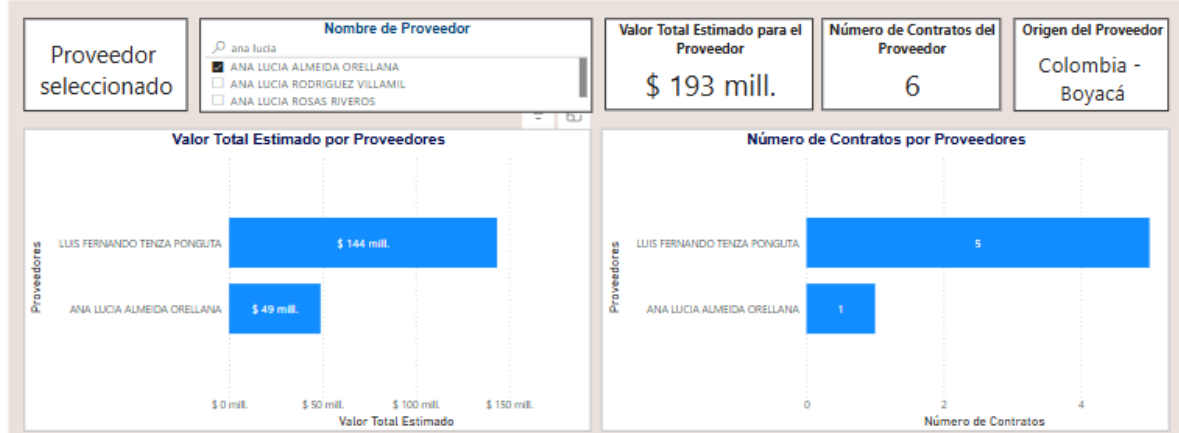 Proveedor
seleccionado
Nombre de Proveedor
ana lucia
ANA LUCIA ALMEIDA ORELLANA
ANA LUCIA RODRIGUEZ VILLAMIL
ANA LUCIA ROSAS RIVEROS
Valor Total Estimado para el
Proveedor
$ 193 mill.
Número de Contratos del
Proveedor
6
Origen del Proveedor
Colombia -
Boyacá
Valor Total Estimado por Proveedores
Proveedores
LUIS FERNANDO TENZA PONGUTA
$ 144 mill.
ANA LUCIA ALMEIDA ORELLANA
$ 49 mill.
$ 0 mill.
$ 50 mill.
$ 100 mill.
$ 150 mill.
Valor Total Estimado
Número de Contratos por Proveedores
Proveedores
LUIS FERNANDO TENZA PONGUTA
5
ANA LUCIA ALMEIDA ORELLANA
1
0
2
4
Número de Contratos